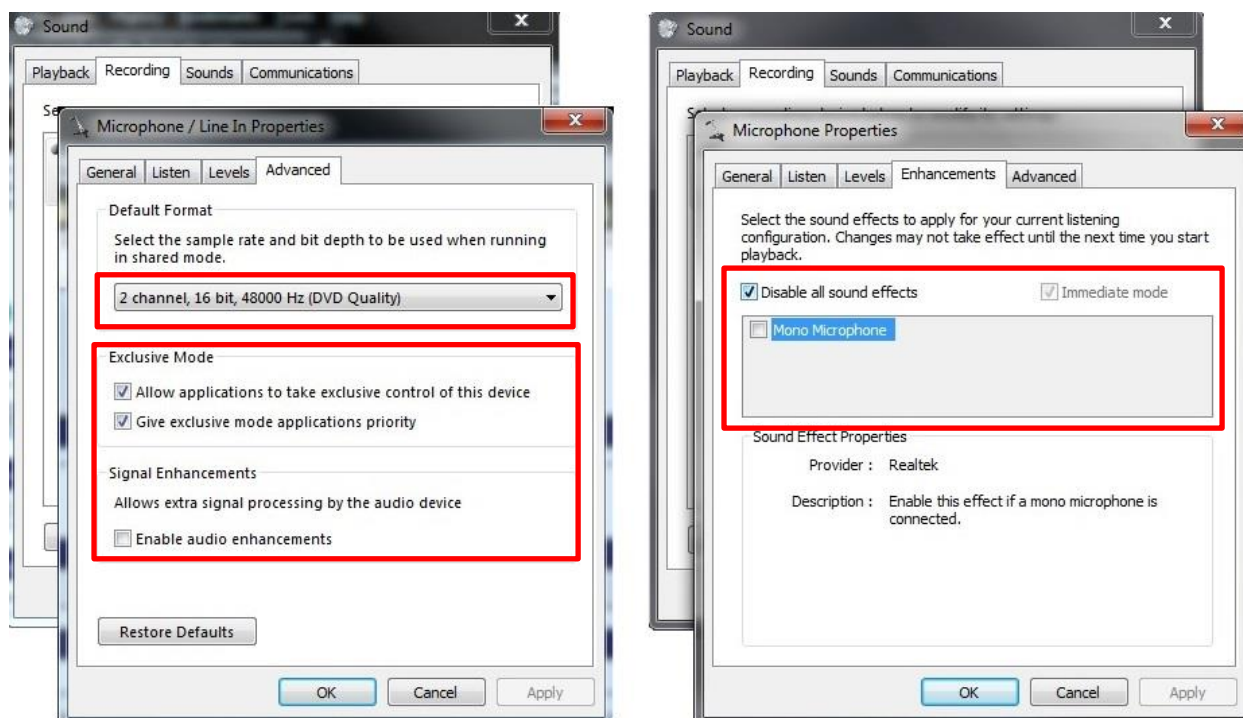 Sound
Playback Recording Sounds Communications
Microphone / Line In Properties
General Listen Levels Advanced
Default Format
Select the sample rate and bit depth to be used when running
in shared mode.
2 channel, 16 bit, 48000 Hz (DVD Quality)
Exclusive Mode
Allow applications to take exclusive control of this device
Give exclusive mode applications priority
Signal Enhancements
Allows extra signal processing by the audio device
Enable audio enhancements
Restore Defaults
OK Cancel Apply
Sound
Playback Recording Sounds Communications
Microphone Properties
General Listen Levels Enhancements Advanced
Select the sound effects to apply for your current listening
configuration. Changes may not take effect until the next time you start
playback.
Disable all sound effects Immediate mode
Mono Microphone
Sound Effect Properties
Provider : Realtek
Description : Enable this effect if a mono microphone is
connected.
OK Cancel Apply